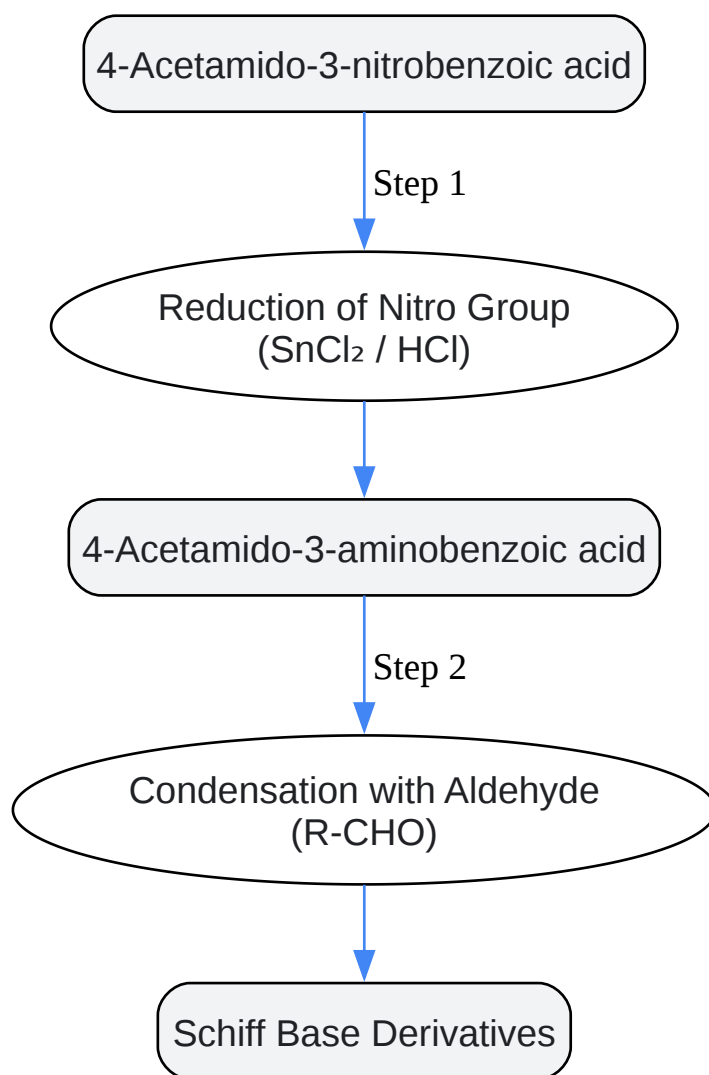 4-Acetamido-3-nitrobenzoic acid
Step 1
Reduction of Nitro Group
(SnCl₂ / HCl)
4-Acetamido-3-aminobenzoic acid
Step 2
Condensation with Aldehyde
(R-CHO)
Schiff Base Derivatives